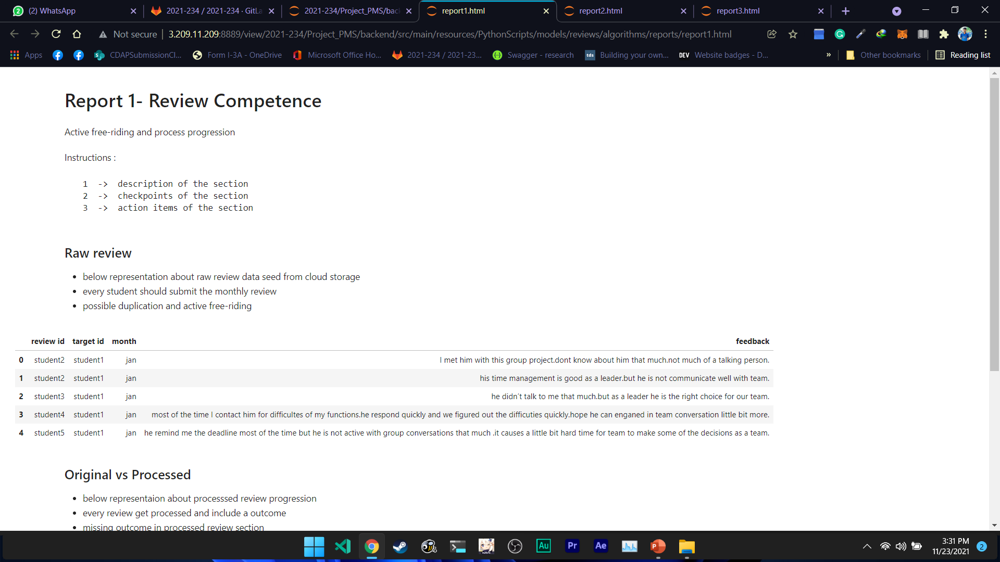 (2) WhatsApp
2021-234 / 2021-234 · GitLa
2021-234/Project_PMS/bac
report1.html
report2.html
report3.html
Not secure
3.209.11.209:8889/view/2021-234/Project_PMS/backend/src/main/resources/PythonScripts/models/reviews/algorithms/reports/report1.html
Apps
CDAPSubmissionCl...
Form I-3A - OneDrive
Microsoft Office Ho...
2021-234 / 2021-23...
Swagger - research
tds Building your own...
DEV Website badges - D...
»
Other bookmarks
Reading list
Report 1- Review Competence
Active free-riding and process progression
Instructions :
1 -> description of the section
2 -> checkpoints of the section
3 -> action items of the section
Raw review
• below representation about raw review data seed from cloud storage
• every student should submit the monthly review
• possible duplication and active free-riding
review id target id month feedback
0 student2 student1 jan I met him with this group project.dont know about him that much.not much of a talking person.
1 student2 student1 jan his time management is good as a leader.but he is not communicate well with team.
2 student3 student1 jan he didn't talk to me that much.but as a leader he is the right choice for our team.
3 student4 student1 jan most of the time I contact him for difficultes of my functions.he respond quickly and we figured out the difficuties quickly.hope he can enganed in team conversation little bit more.
4 student5 student1 jan he remind me the deadline most of the time but he is not active with group conversations that much .it causes a little bit hard time for team to make some of the decisions as a team.
Original vs Processed
• below representaion about processsed review progression
• every review get processed and include a outcome
• missing outcome in processed review section
Au
Pr
Ae
3:31 PM
11/23/2021
2